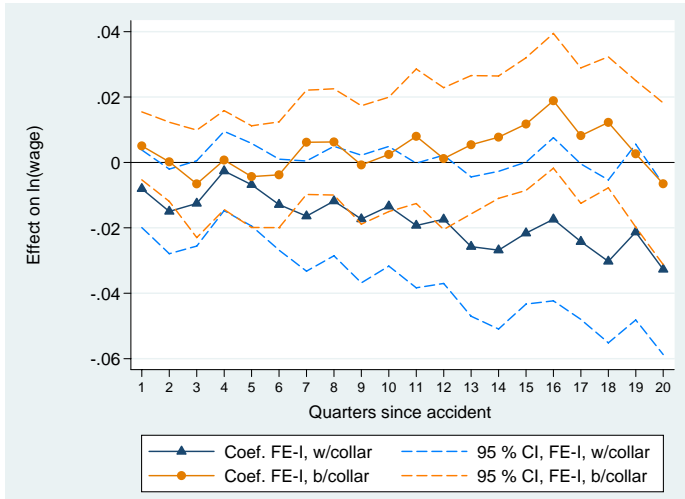 .04
.02
0
-.02
-.04
-.06
Effect on ln(wage)
1 2 3 4 5 6 7 8 9 10 11 12 13 14 15 16 17 18 19 20
Quarters since accident
Coef. FE-I, w/collar 95 % CI, FE-I, w/collar
Coef. FE-I, b/collar 95 % CI, FE-I, b/collar